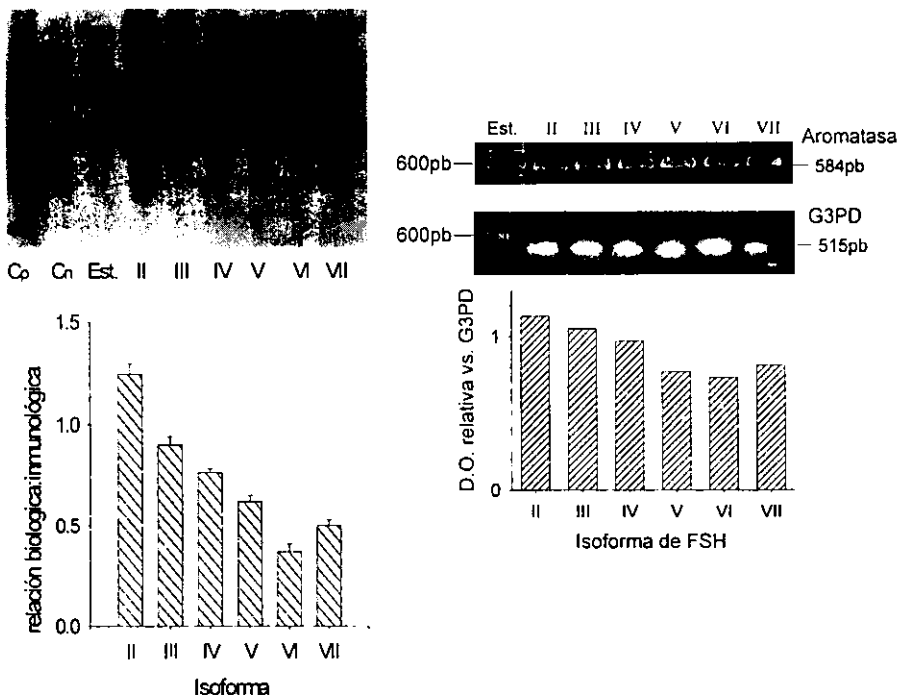 Cp Cn Est. II III IV V VI VII
1.5
1.0
0.5
0.0
relación biologica:inmunológica
II III IV V VI VII
Isoforma
Est. II III IV V VI VII
Aromatasa
600pb
584pb
G3PD
600pb
515pb
1
0
D.O. relativa vs. G3PD
II III IV V VI VII
Isoforma de FSH